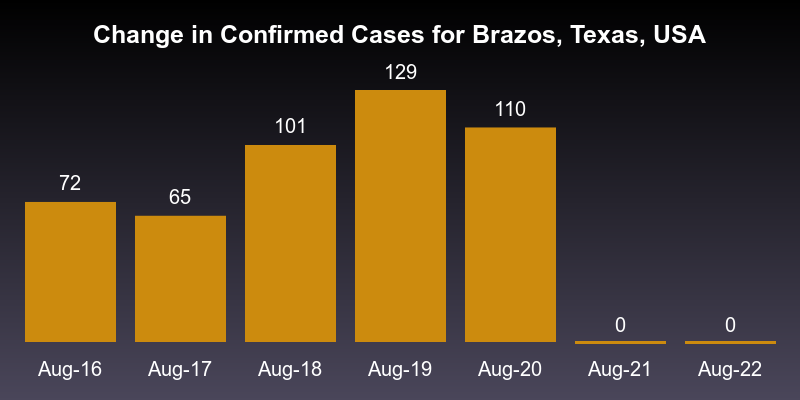 Change in Confirmed Cases for Brazos, Texas, USA
72
65
101
129
110
0
0
Aug-16
Aug-17
Aug-18
Aug-19
Aug-20
Aug-21
Aug-22